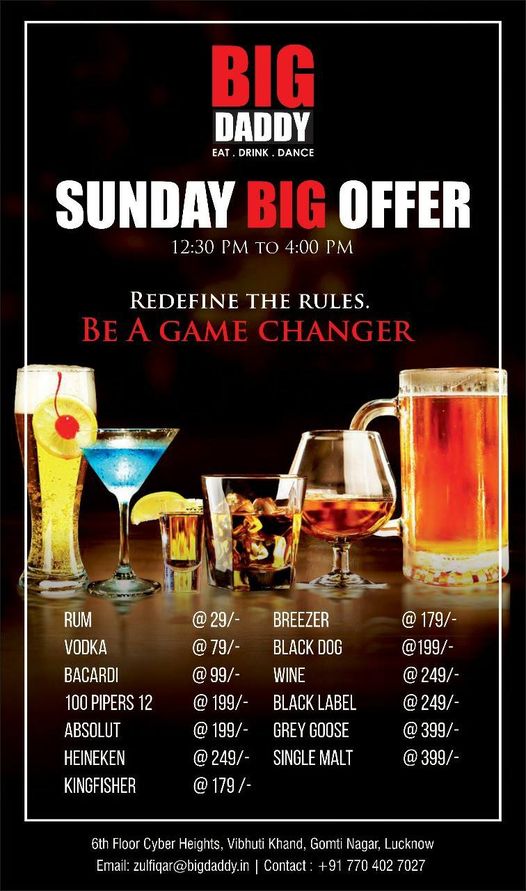 BIG
DADDY
EAT . DRINK . DANCE
SUNDAY BIG OFFER
12:30 PM TO 4:00 PM
REDEFINE THE RULES.
BE A GAME CHANGER
RUM @ 29/- BREEZER @ 179/-
VODKA @ 79/- BLACK DOG @199/-
BACARDI @ 99/- WINE @ 249/-
100 PIPERS 12 @ 199/- BLACK LABEL @ 249/-
ABSOLUT @ 199/- GREY GOOSE @ 399/-
HEINEKEN @ 249/- SINGLE MALT @ 399/-
KINGFISHER @ 179 /-
6th Floor Cyber Heights, Vibhuti Khand, Gomti Nagar, Lucknow
Email: zulfiqar@bigdaddy.in | Contact : +91 770 402 7027